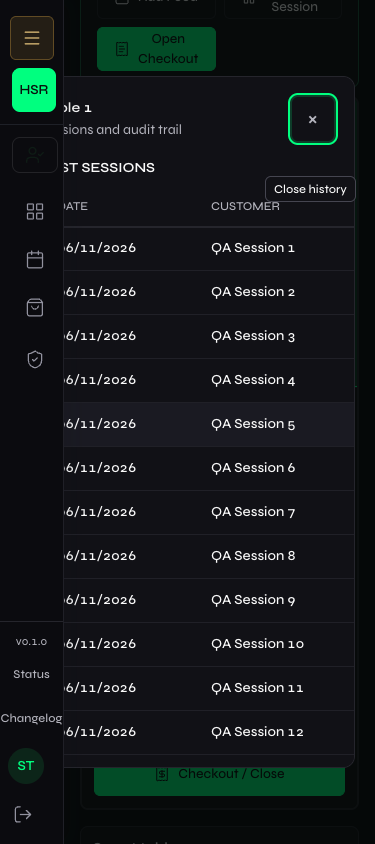 Session
Open
Checkout
HSR
ble 1
sions and audit trail
×
ST SESSIONS
Close history
DATE CUSTOMER
06/11/2026 QA Session 1
06/11/2026 QA Session 2
06/11/2026 QA Session 3
06/11/2026 QA Session 4
06/11/2026 QA Session 5
06/11/2026 QA Session 6
06/11/2026 QA Session 7
06/11/2026 QA Session 8
06/11/2026 QA Session 9
06/11/2026 QA Session 10
06/11/2026 QA Session 11
06/11/2026 QA Session 12
v0.1.0
Status
Changelog
ST
Checkout / Close